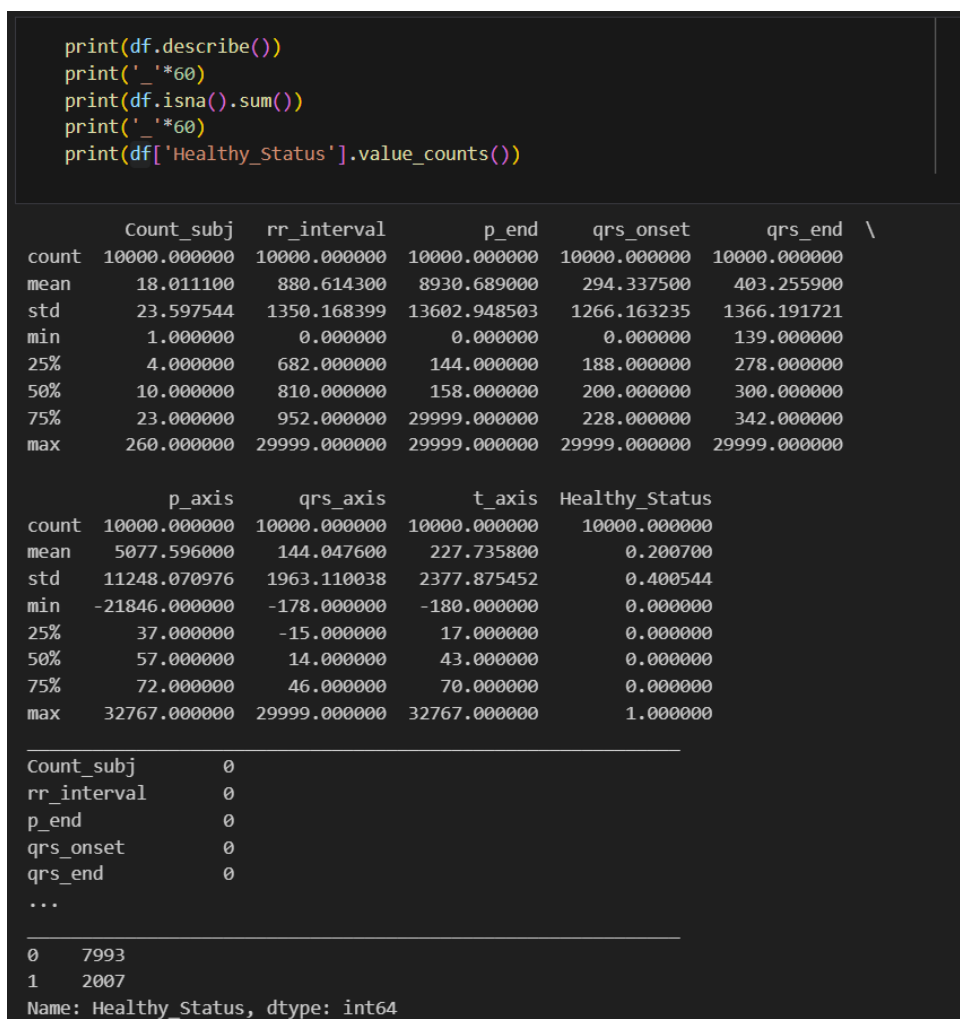 print(df.describe())
print('_'*60)
print(df.isna().sum())
print('_'*60)
print(df['Healthy_Status'].value_counts())
Count_subj rr_interval p_end qrs_onset qrs_end \
count 10000.000000 10000.000000 10000.000000 10000.000000 10000.000000
mean 18.011100 880.614300 8930.689000 294.337500 403.255900
std 23.597544 1350.168399 13602.948503 1266.163235 1366.191721
min 1.000000 0.000000 0.000000 0.000000 139.000000
25% 4.000000 682.000000 144.000000 188.000000 278.000000
50% 10.000000 810.000000 158.000000 200.000000 300.000000
75% 23.000000 952.000000 29999.000000 228.000000 342.000000
max 260.000000 29999.000000 29999.000000 29999.000000 29999.000000
p_axis qrs_axis t_axis Healthy_Status
count 10000.000000 10000.000000 10000.000000 10000.000000
mean 5077.596000 144.047600 227.735800 0.200700
std 11248.070976 1963.110038 2377.875452 0.400544
min -21846.000000 -178.000000 -180.000000 0.000000
25% 37.000000 -15.000000 17.000000 0.000000
50% 57.000000 14.000000 43.000000 0.000000
75% 72.000000 46.000000 70.000000 0.000000
max 32767.000000 29999.000000 32767.000000 1.000000
____________________________________________________________
Count_subj 0
rr_interval 0
p_end 0
qrs_onset 0
qrs_end 0
...
____________________________________________________________
0 7993
1 2007
Name: Healthy_Status, dtype: int64